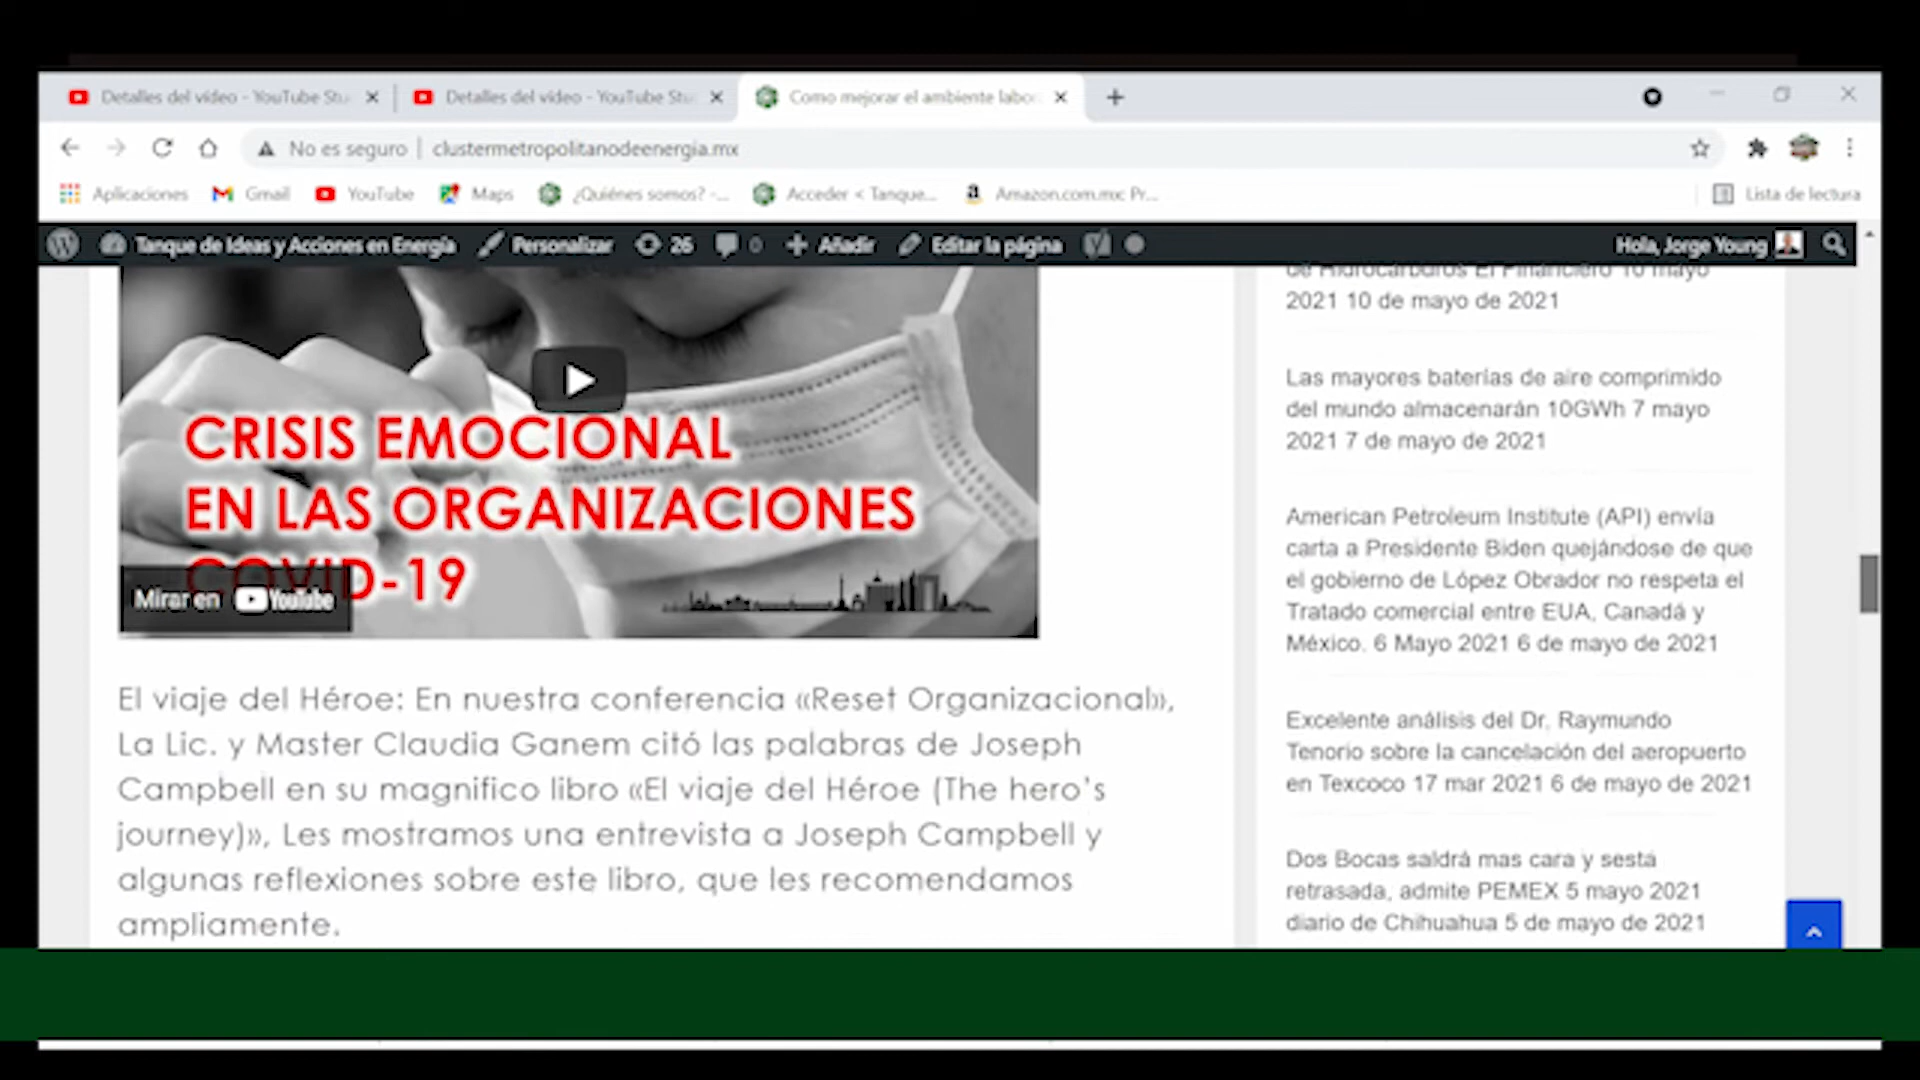 Detalles del vídeo - YouTube Stu
Detalles del vídeo - YouTube Stu
Como mejorar el ambiente labor
No es seguro | clustermetropolitanodeenergia.mx
Aplicaciones
Gmail
YouTube
Maps
¿Quiénes somos? -...
Acceder < Tanque...
Amazon.com.mx: Pr...
Lista de lectura
Tanque de Ideas y Acciones en Energía
Personalizar
26
0
Añadir
Editar la página
Hola, Jorge Young
CRISIS EMOCIONAL
EN LAS ORGANIZACIONES
COVID-19
Mirar en YouTube
El viaje del Héroe: En nuestra conferencia «Reset Organizacional»,
La Lic. y Master Claudia Ganem citó las palabras de Joseph
Campbell en su magnifico libro «El viaje del Héroe (The hero's
journey)», Les mostramos una entrevista a Joseph Campbell y
algunas reflexiones sobre este libro, que les recomendamos
ampliamente.
de Hidrocarburos El Financiero 10 mayo
2021 10 de mayo de 2021
Las mayores baterías de aire comprimido
del mundo almacenarán 10GWh 7 mayo
2021 7 de mayo de 2021
American Petroleum Institute (API) envía
carta a Presidente Biden quejándose de que
el gobierno de López Obrador no respeta el
Tratado comercial entre EUA, Canadá y
México. 6 Mayo 2021 6 de mayo de 2021
Excelente análisis del Dr. Raymundo
Tenorio sobre la cancelación del aeropuerto
en Texcoco 17 mar 2021 6 de mayo de 2021
Dos Bocas saldrá mas cara y sestá
retrasada, admite PEMEX 5 mayo 2021
diario de Chihuahua 5 de mayo de 2021